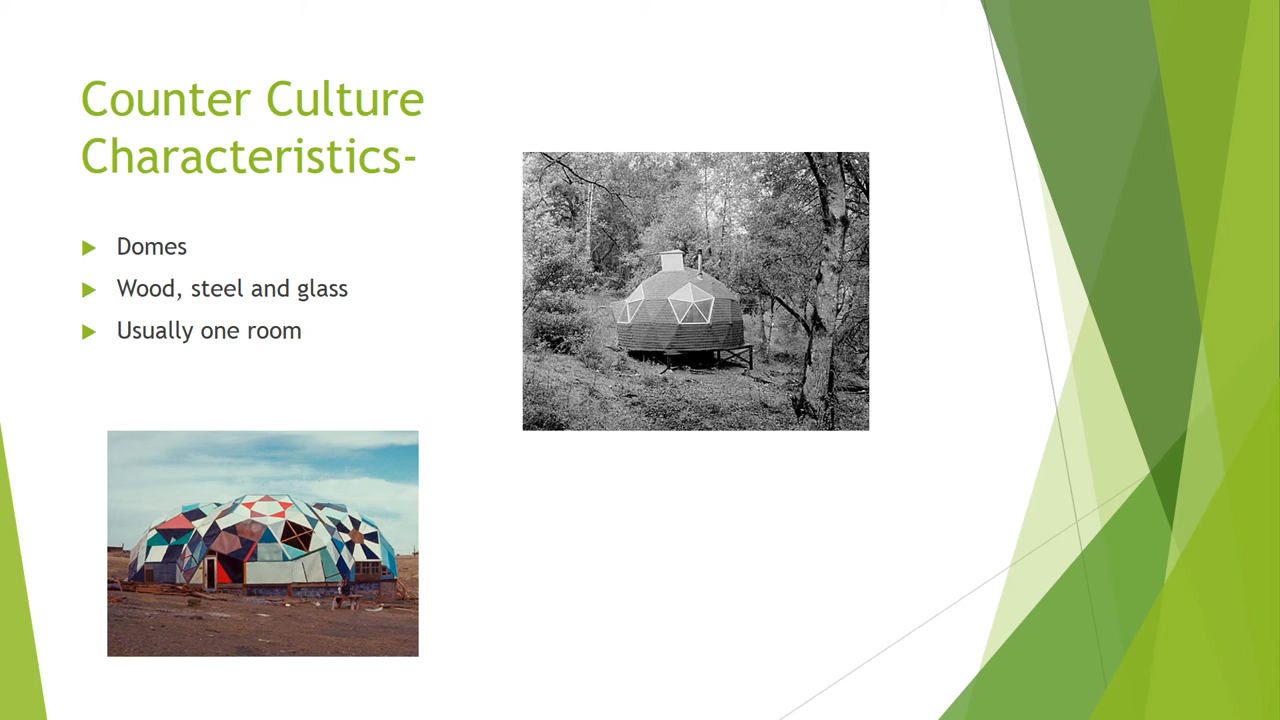 Counter Culture
Characteristics-
Domes
Wood, steel and glass
Usually one room